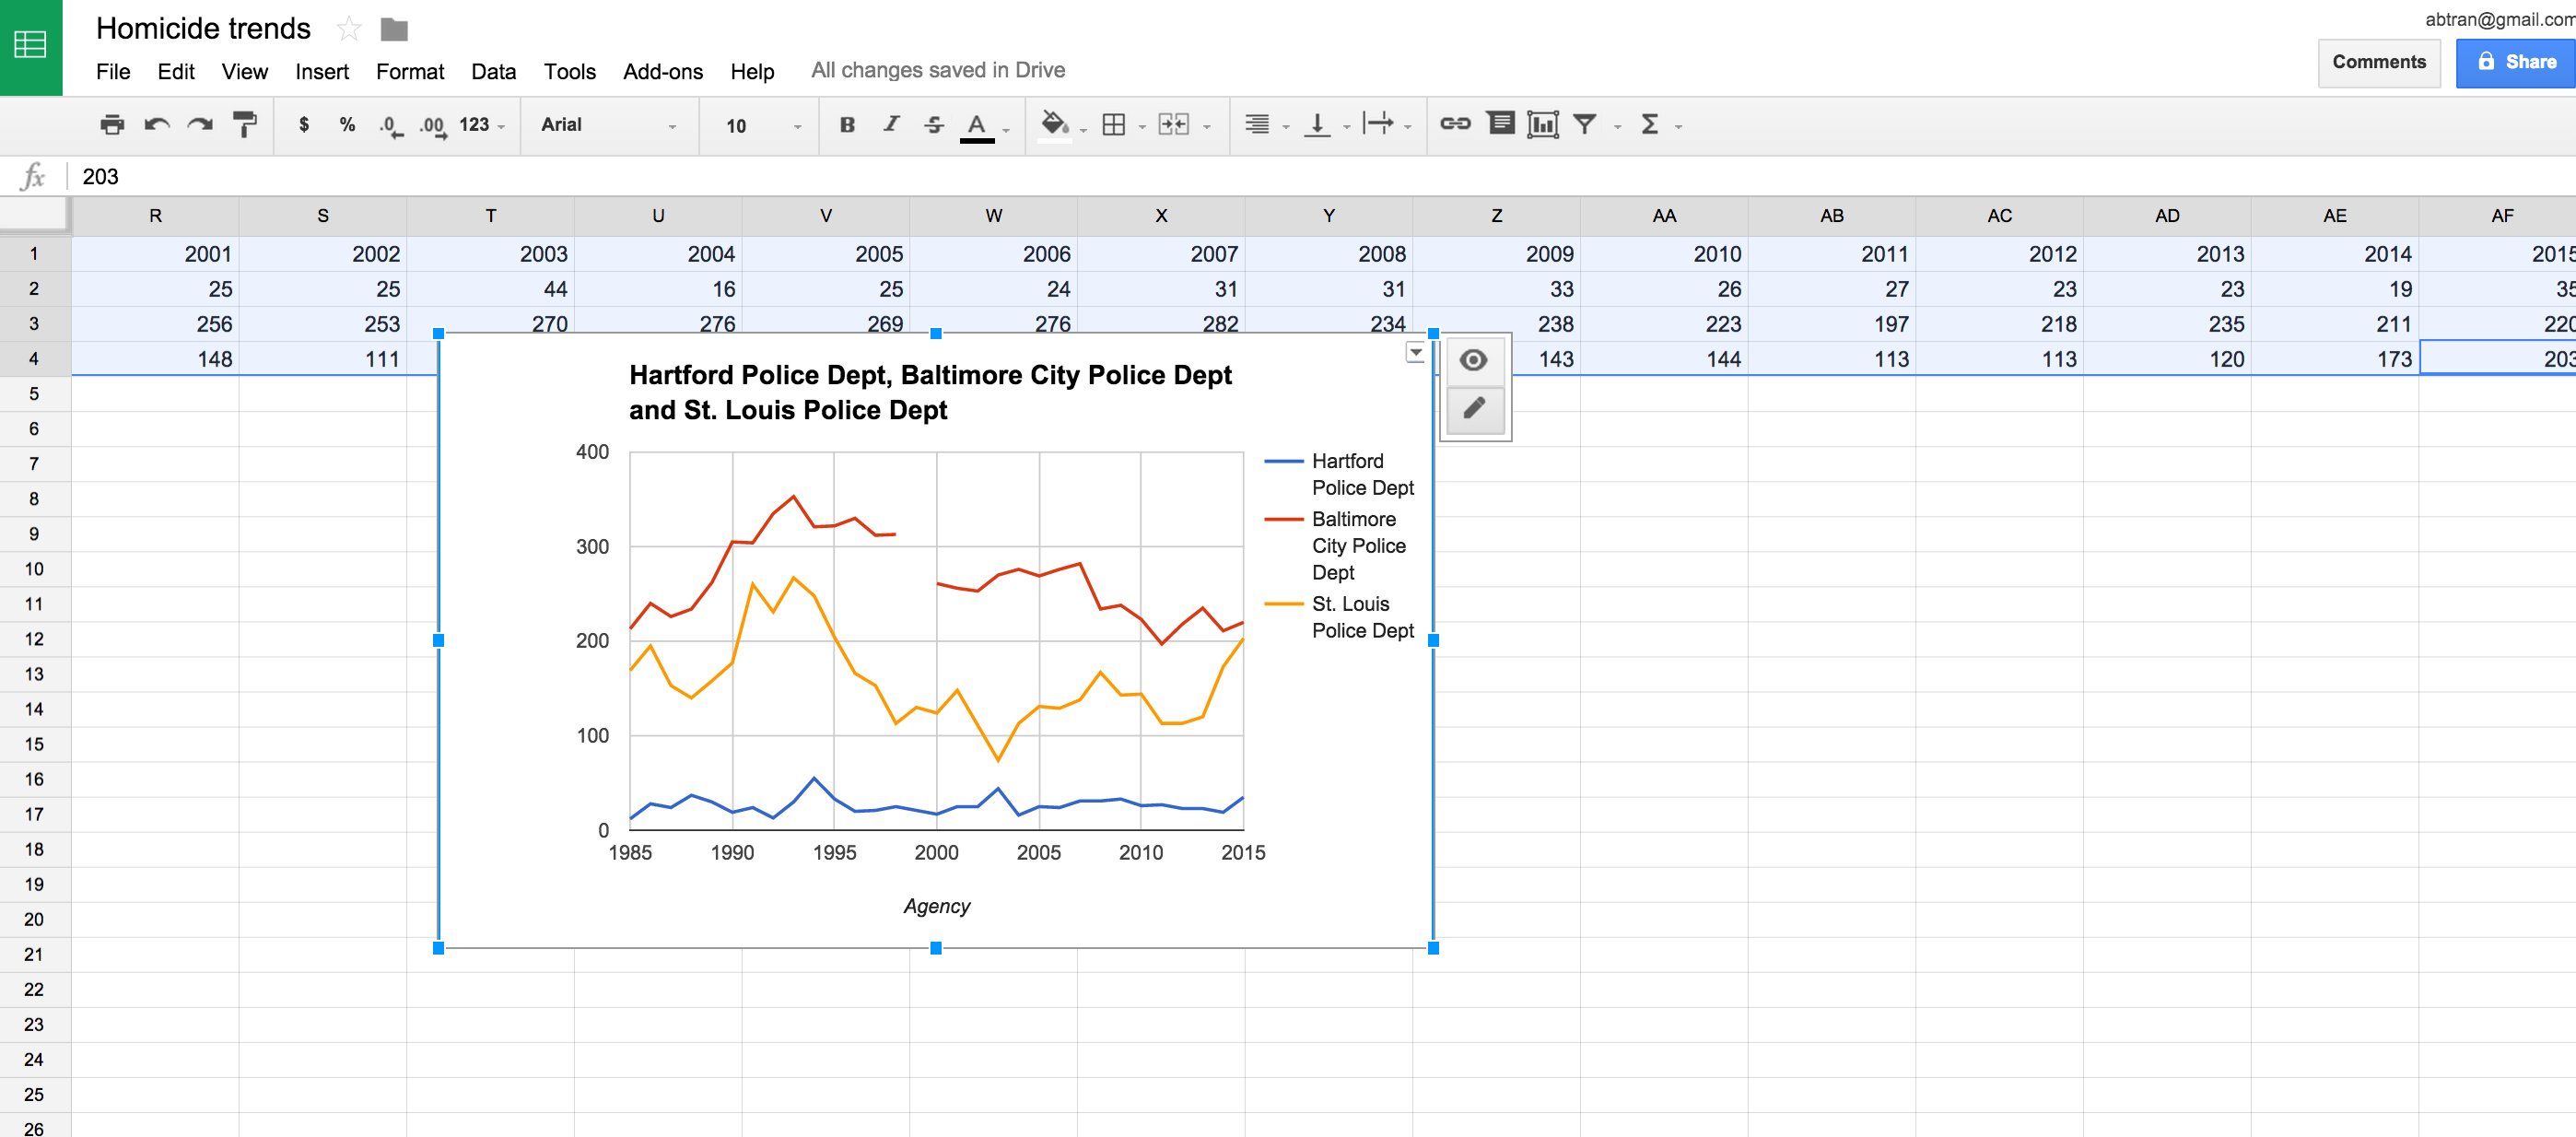 Homicide trends
abtran@gmail.com
File Edit View Insert Format Data Tools Add-ons Help All changes saved in Drive
Comments Share
$ % .0 .00 123 Arial 10 B I S A Σ
fx 203
R S T U V W X Y Z AA AB AC AD AE AF
1 2001 2002 2003 2004 2005 2006 2007 2008 2009 2010 2011 2012 2013 2014 2015
2 25 25 44 16 25 24 31 31 33 26 27 23 23 19 35
3 256 253 270 276 269 276 282 234 238 223 197 218 235 211 220
4 148 111 143 144 113 113 120 173 203
5
6
7
8
9
10
11
12
13
14
15
16
17
18
19
20
21
22
23
24
25
26
Hartford Police Dept, Baltimore City Police Dept
and St. Louis Police Dept
400
300
200
100
0
1985 1990 1995 2000 2005 2010 2015
Agency
Hartford
Police Dept
Baltimore
City Police
Dept
St. Louis
Police Dept